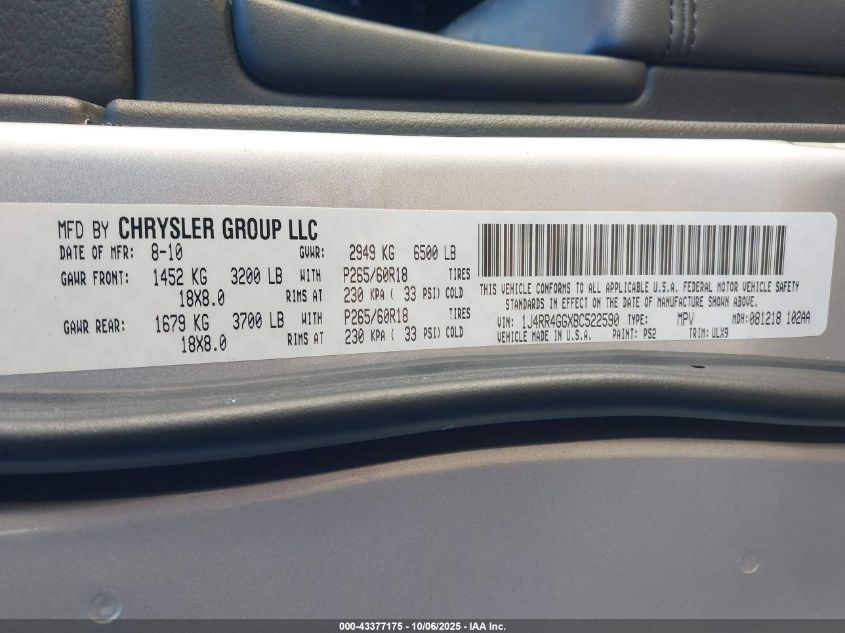 MFD BY CHRYSLER GROUP LLC
DATE OF MFR: 8-10 GVWR: 2949 KG 6500 LB
GAWR FRONT: 1452 KG 3200 LB WITH P265/60R18 TIRES
18X8.0 RIMS AT 230 KPA ( 33 PSI) COLD
GAWR REAR: 1679 KG 3700 LB WITH P265/60R18 TIRES
18X8.0 RIMS AT 230 KPA ( 33 PSI) COLD
THIS VEHICLE CONFORMS TO ALL APPLICABLE U.S.A. FEDERAL MOTOR VEHICLE SAFETY
STANDARDS IN EFFECT ON THE DATE OF MANUFACTURE SHOWN ABOVE.
VIN: 1J4RR4GGXBC522590 TYPE: MPV MDH: 081218 102AA
VEHICLE MADE IN U.S.A. PAINT: PS2 TRIM: ULX9
000-43377175 - 10/06/2025 - IAA Inc.